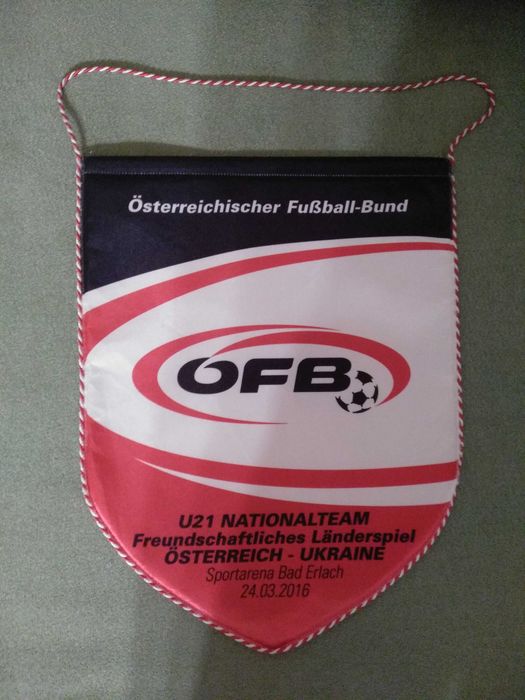 Österreichischer Fußball-Bund
ÖFB
U21 NATIONALTEAM
Freundschaftliches Länderspiel
ÖSTERREICH - UKRAINE
Sportarena Bad Erlach
24.03.2016